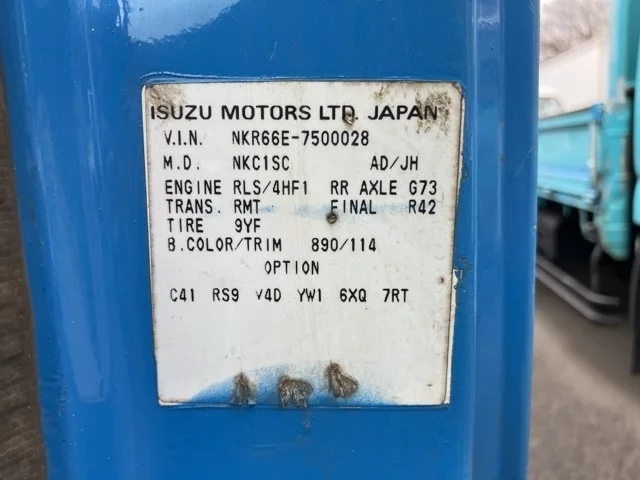 ISUZU MOTORS LTD. JAPAN
V.I.N. NKR66E-7500028
M.D. NKC1SC AD/JH
ENGINE RLS/4HF1 RR AXLE G73
TRANS. RMT FINAL R42
TIRE 9YF
B.COLOR/TRIM 890/114
OPTION
C41 RS9 V4D YW1 6XQ 7RT